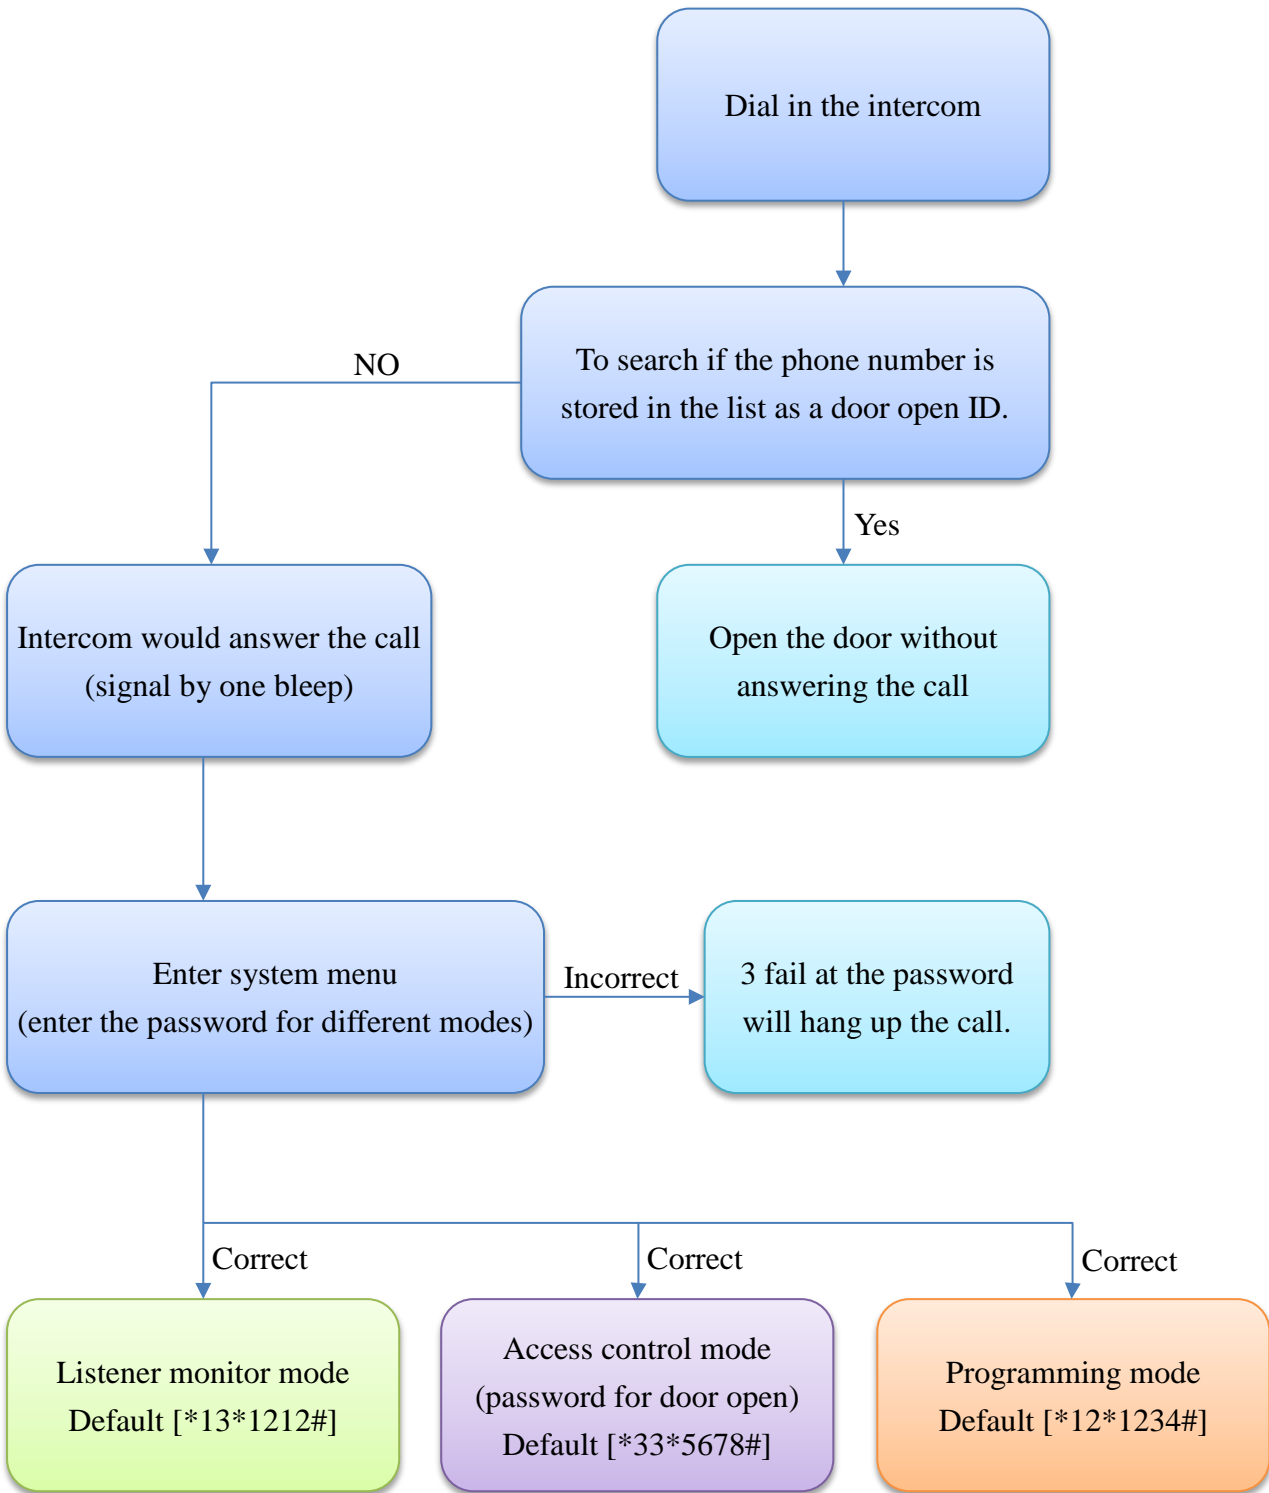 Dial in the intercom
To search if the phone number is
stored in the list as a door open ID.
NO
Yes
Intercom would answer the call
(signal by one bleep)
Open the door without
answering the call
Enter system menu
(enter the password for different modes)
Incorrect
3 fail at the password
will hang up the call.
Correct
Correct
Correct
Listener monitor mode
Default [*13*1212#]
Access control mode
(password for door open)
Default [*33*5678#]
Programming mode
Default [*12*1234#]